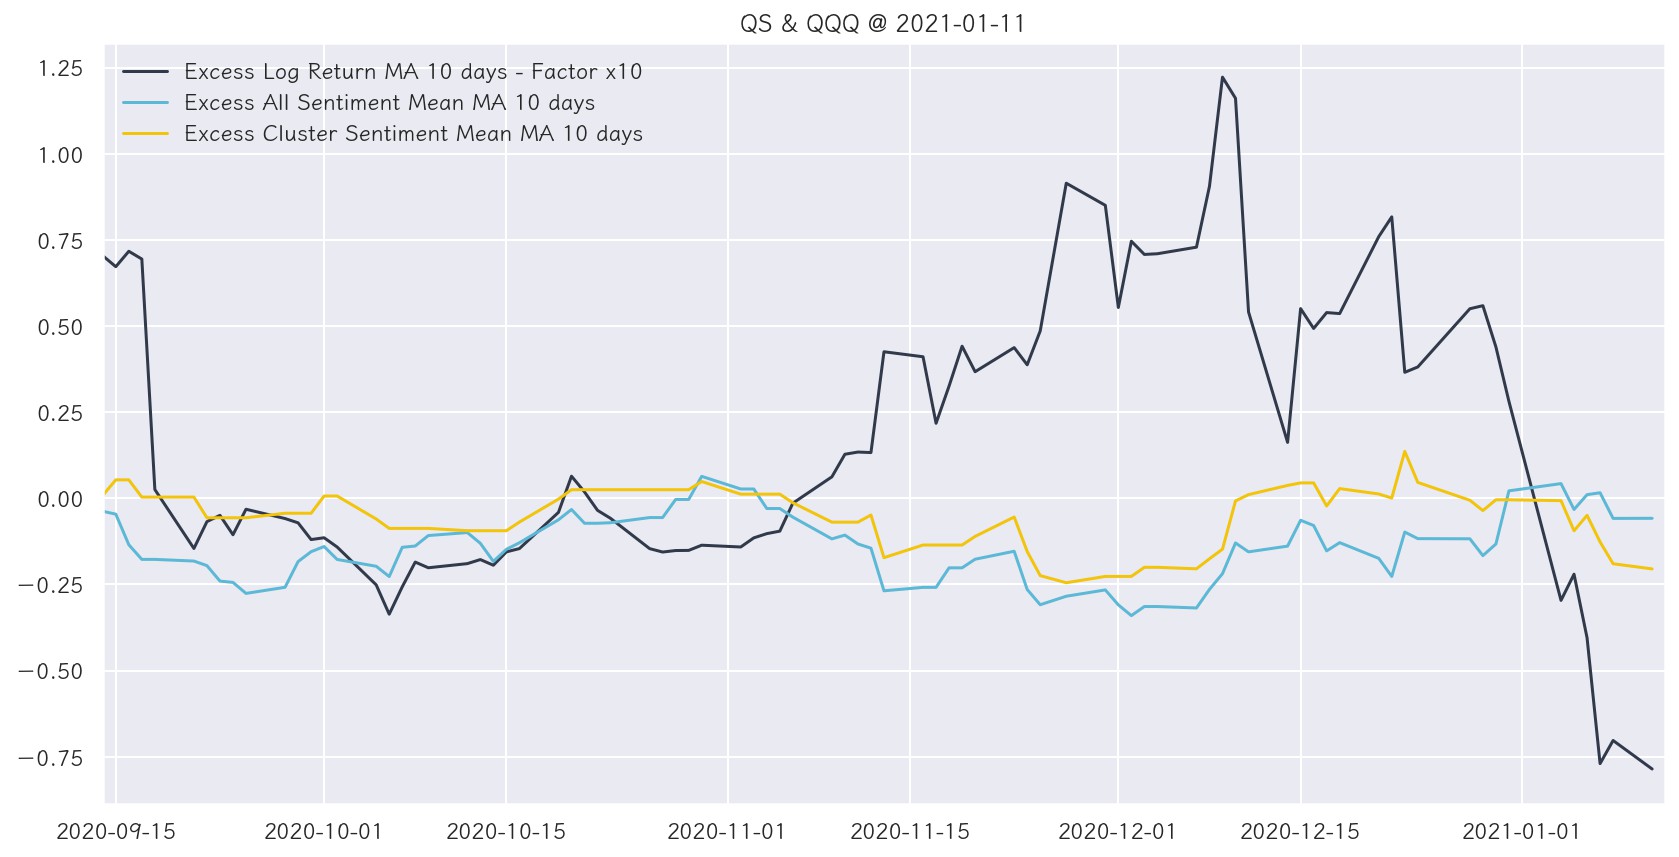 QS & QQQ @ 2021-01-11
Excess Log Return MA 10 days - Factor x10
Excess All Sentiment Mean MA 10 days
Excess Cluster Sentiment Mean MA 10 days
1.25
1.00
0.75
0.50
0.25
0.00
−0.25
−0.50
−0.75
2020-09-15 2020-10-01 2020-10-15 2020-11-01 2020-11-15 2020-12-01 2020-12-15 2021-01-01